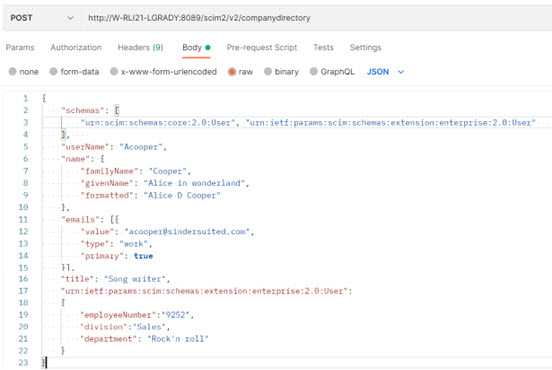 POST http://W-RLI21-LGRADY:8089/scim2/v2/companydirectory
Params Authorization Headers (9) Body Pre-request Script Tests Settings
none form-data x-www-form-urlencoded raw binary GraphQL JSON
1 {
2 "schemas": [
3 "urn:scim:schemas:core:2.0:User", "urn:ietf:params:scim:schemas:extension:enterprise:2.0:User"
4 ],
5 "userName": "Acooper",
6 "name": {
7 "familyName": "Cooper",
8 "givenName": "Alice in wonderland",
9 "formatted": "Alice D Cooper"
10 },
11 "emails": [{
12 "value": "acooper@sindersuited.com",
13 "type": "work",
14 "primary": true
15 }],
16 "title": "Song writer",
17 "urn:ietf:params:scim:schemas:extension:enterprise:2.0:User":
18 {
19 "employeeNumber":"9252",
20 "division":"Sales",
21 "department": "Rock'n roll"
22 }
23 }